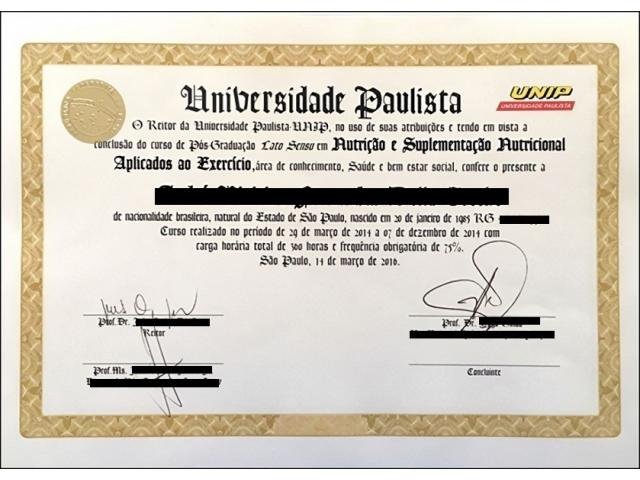 Universidade Paulista
UNIP
UNIVERSIDADE PAULISTA
O Reitor da Universidade Paulista-UNIP, no uso de suas atribuições e tendo em vista a
conclusão do curso de Pós-Graduação Lato Senso em Nutrição e Suplementação Nutricional
Aplicados ao Exercício, área de conhecimento, Saúde e bem estar social, confere o presente a
de nacionalidade brasileira, natural do Estado de São Paulo, nascido em 20 de janeiro de 1985 RG
Curso realizado no período de 29 de março de 2014 a 07 de dezembro de 2014 com
carga horária total de 300 horas e frequência obrigatória de 75%.
São Paulo, 14 de março de 2016.
Prof. Dr.
Reitor
Prof. Dr.
Prof. Ms.
Concluinte